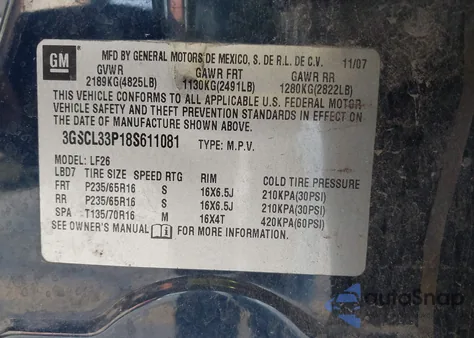 GM MFD BY GENERAL MOTORS DE MEXICO, S. DE R.L. DE C.V. 11/07
GVWR GAWR FRT GAWR RR
2189KG(4825LB) 1130KG(2491LB) 1280KG(2822LB)
THIS VEHICLE CONFORMS TO ALL APPLICABLE U.S. FEDERAL MOTOR
VEHICLE SAFETY AND THEFT PREVENTION STANDARDS IN EFFECT ON THE
DATE OF MANUFACTURE SHOWN ABOVE.
3GSCL33P18S611081 TYPE: M.P.V.
MODEL: LF26
LBD7 TIRE SIZE SPEED RTG RIM COLD TIRE PRESSURE
FRT P235/65R16 S 16X6.5J 210KPA(30PSI)
RR P235/65R16 S 16X6.5J 210KPA(30PSI)
SPA T135/70R16 M 16X4T 420KPA(60PSI)
SEE OWNER'S MANUAL FOR MORE INFORMATION.
autoSnap